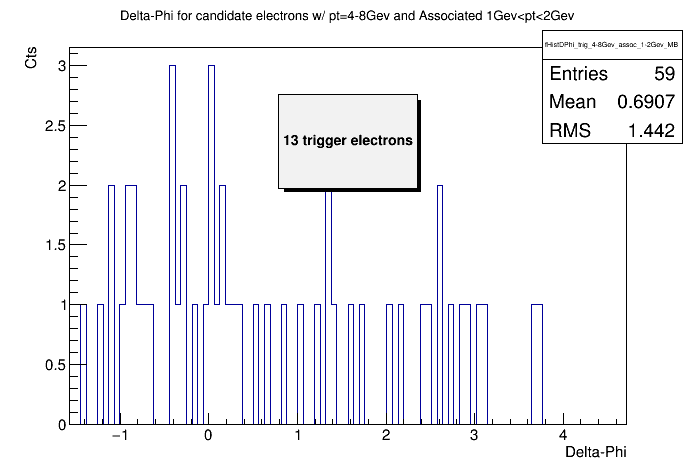 Delta-Phi for candidate electrons w/ pt=4-8Gev and Associated 1Gev<pt<2Gev
Cts
fHistDPhi_trig_4-8Gev_assoc_1-2Gev_MB
Entries 59
Mean 0.6907
RMS 1.442
13 trigger electrons
3
2.5
2
1.5
1
0.5
0
−1 0 1 2 3 4
Delta-Phi